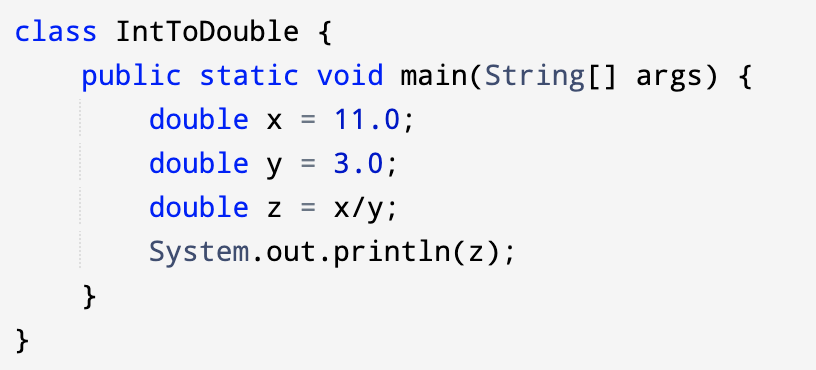 class IntToDouble {
    public static void main(String[] args) {
        double x = 11.0;
        double y = 3.0;
        double z = x/y;
        System.out.println(z);
    }
}